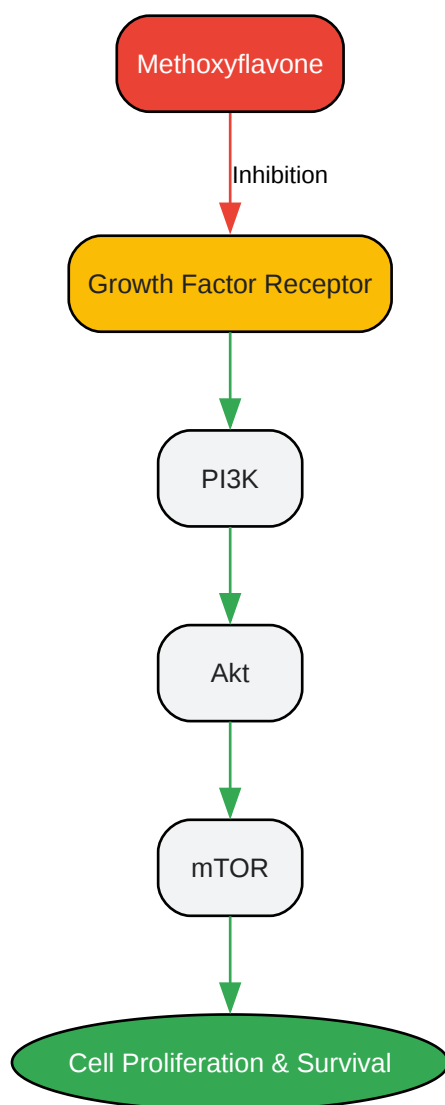 Methoxyflavone
Inhibition
Growth Factor Receptor
PI3K
Akt
mTOR
Cell Proliferation & Survival